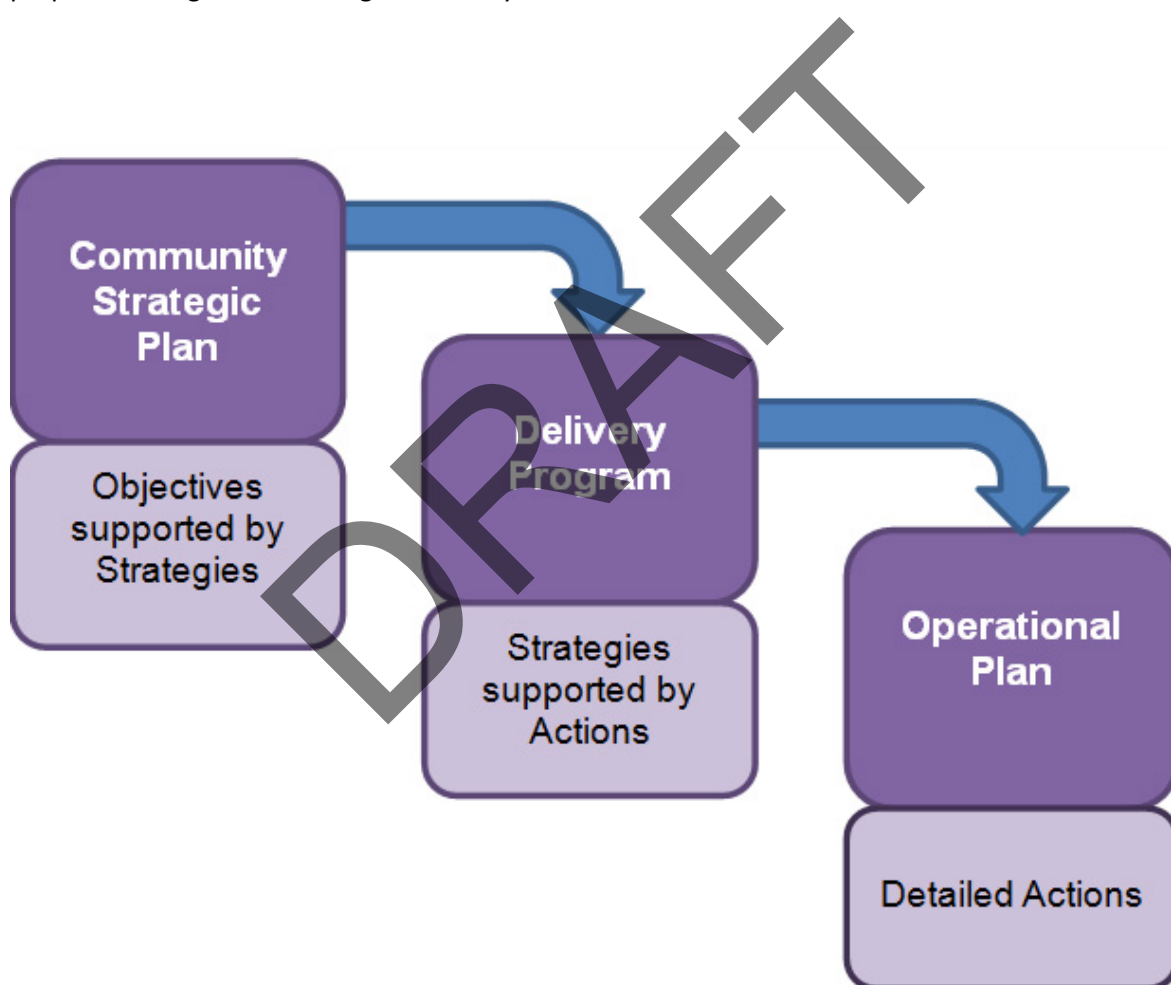 Community
Strategic
Plan
Objectives
supported by
Strategies
Delivery
Program
Strategies
supported by
Actions
Operational
Plan
Detailed Actions
DRAFT